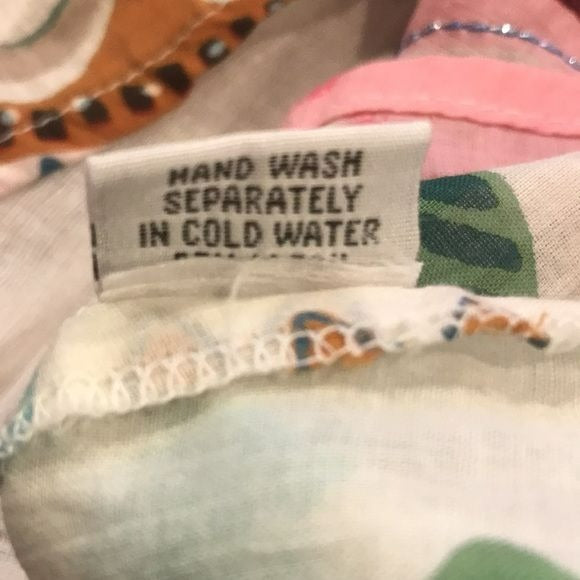 HAND WASH
SEPARATELY
IN COLD WATER